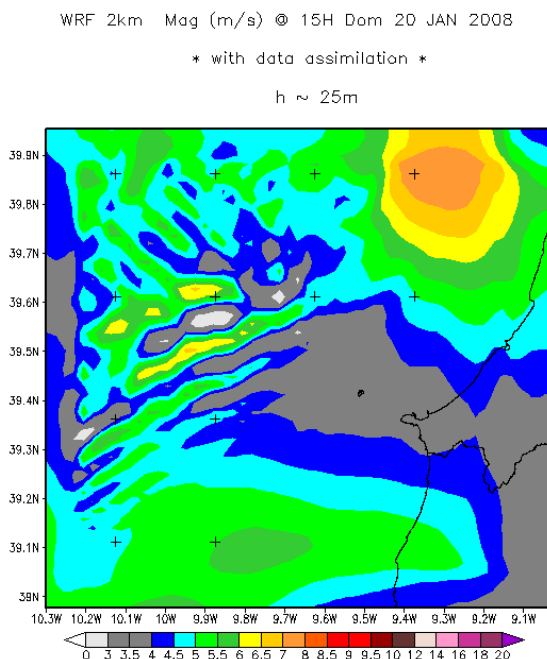 WRF 2km Mag (m/s) @ 15H Dom 20 JAN 2008
* with data assimilation *
h ~ 25m
39.9N
39.8N
39.7N
39.6N
39.5N
39.4N
39.3N
39.2N
39.1N
39N
10.3W 10.2W 10.1W 10W 9.9W 9.8W 9.7W 9.6W 9.5W 9.4W 9.3W 9.2W 9.1W
0 3 3.5 4 4.5 5 5.5 6 6.5 7 7.5 8 8.5 9 9.5 10 12 14 16 18 20